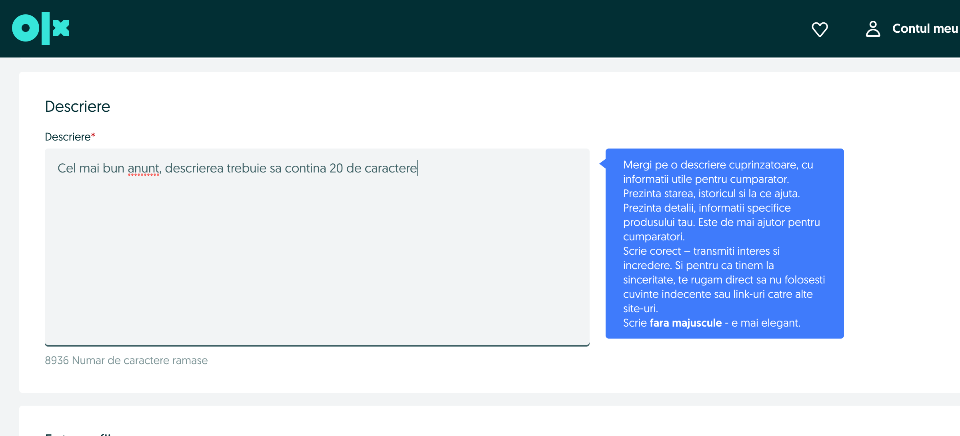 olx
Contul meu
Descriere
Descriere*
Cel mai bun anunt, descrierea trebuie sa contina 20 de caractere
Mergi pe o descriere cuprinzatoare, cu
informatii utile pentru cumparator.
Prezinta starea, istoricul si la ce ajuta.
Prezinta detalii, informatii specifice
produsului tau. Este de mai ajutor pentru
cumparatori.
Scrie corect – transmiti interes si
incredere. Si pentru ca tinem la
sinceritate, te rugam direct sa nu folosesti
cuvinte indecente sau link-uri catre alte
site-uri.
Scrie fara majuscule - e mai elegant.
8936 Numar de caractere ramase